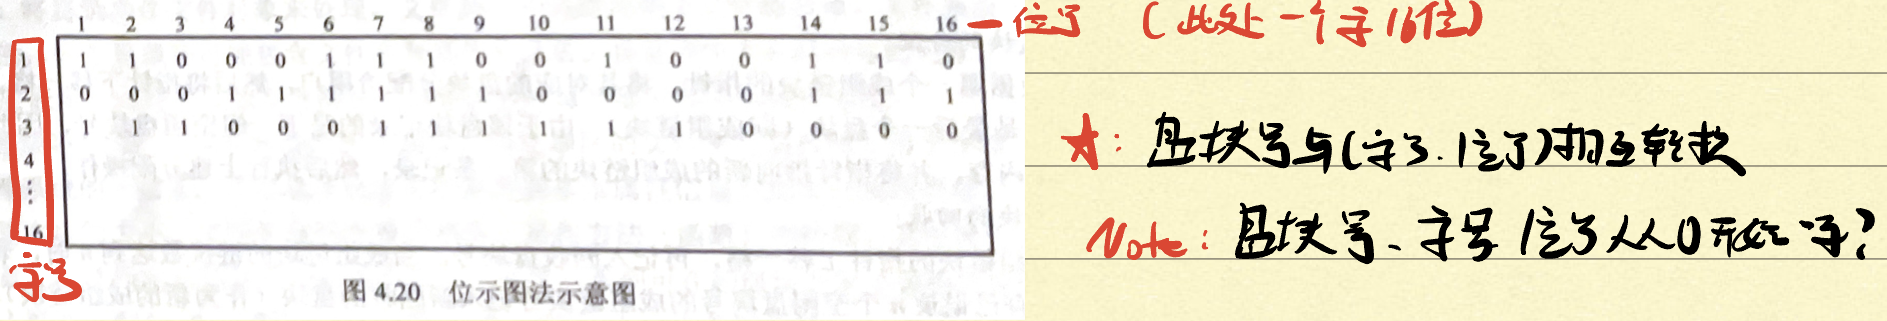 1 2 3 4 5 6 7 8 9 10 11 12 13 14 15 16 位号 (此处一个字16位)
1 1 1 0 0 0 1 1 1 0 0 1 0 0 1 1 0
2 0 0 0 1 1 1 1 1 1 0 0 0 0 1 1 1
3 1 1 1 0 0 0 1 1 1 1 1 1 0 0 0 0
4
⋮
16
字号
图 4.20 位示图法示意图
★: 盘块号与(字号.位号)相互转换
Note: 盘块号、字号 位号从0开始 ?